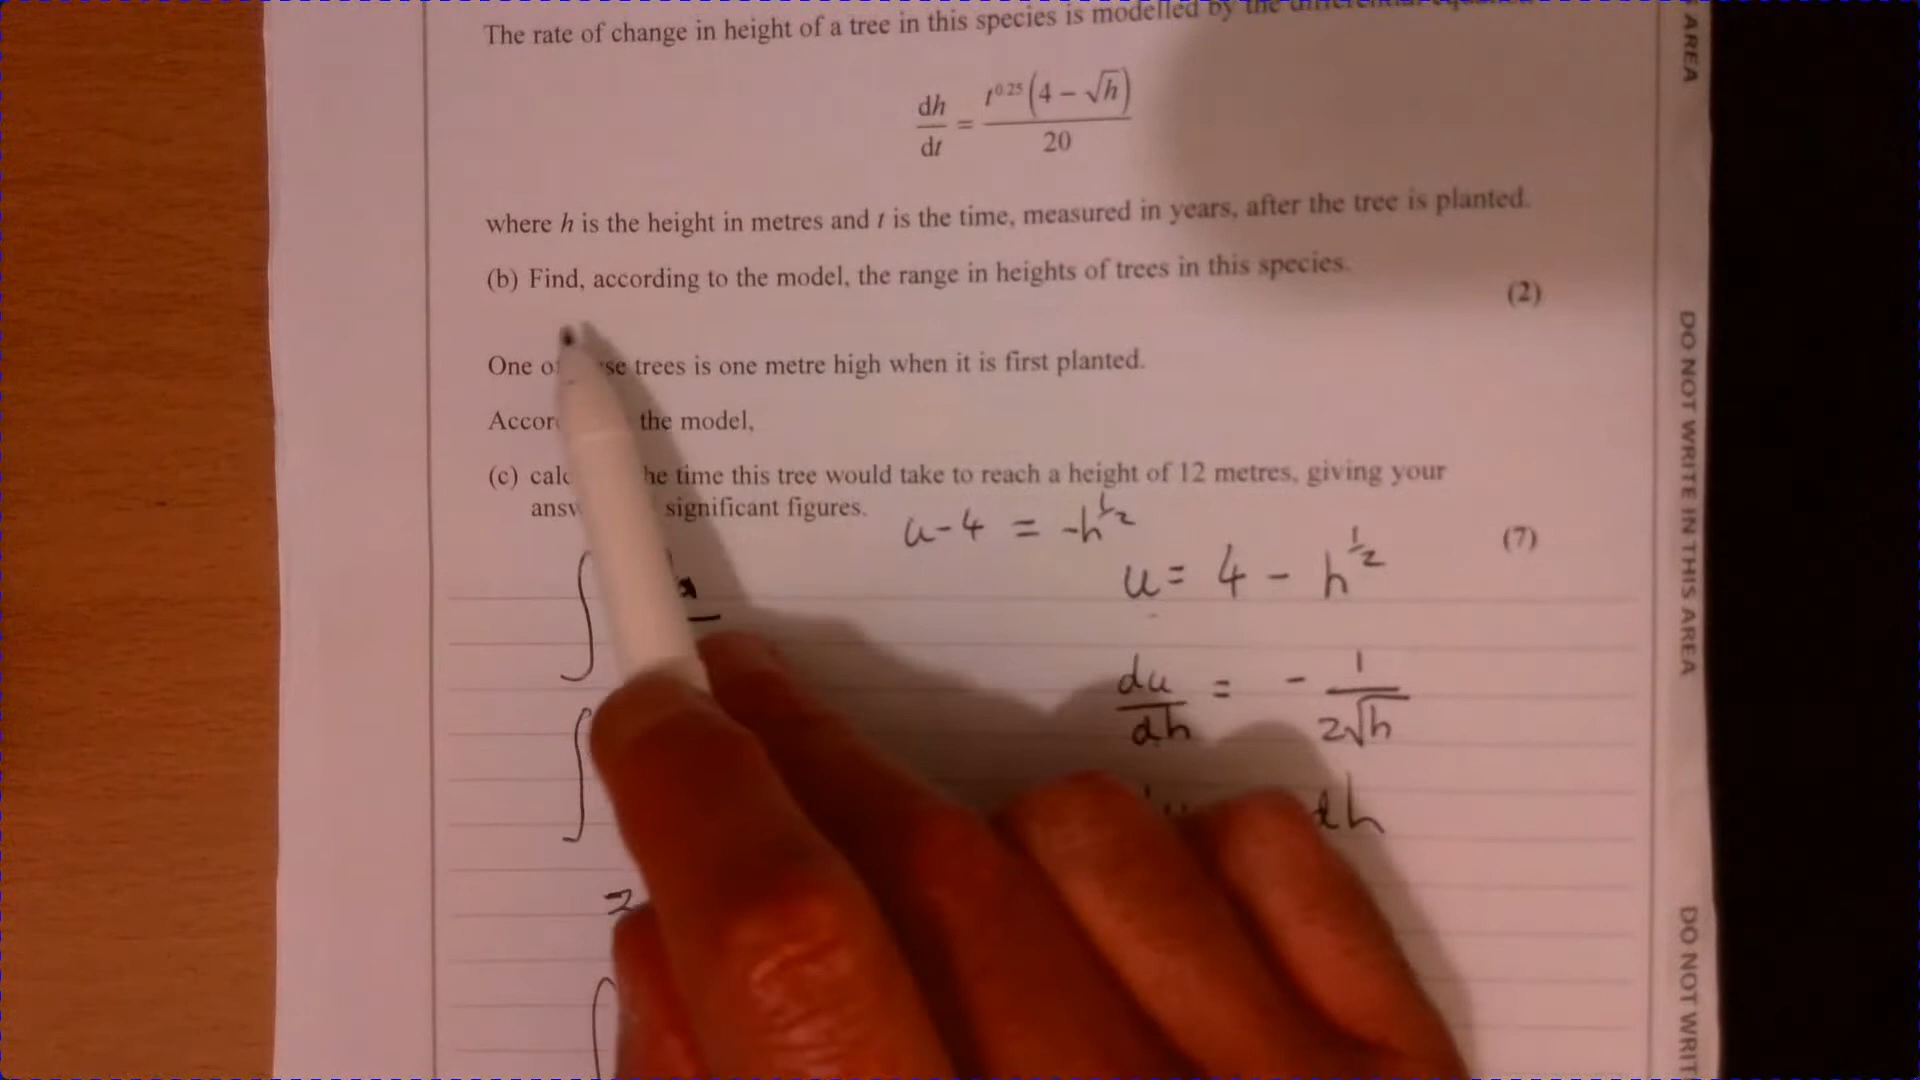 The rate of change in height of a tree in this species is modelled by the
dh/dt = t^0.25 (4 − √h) / 20
where h is the height in metres and t is the time, measured in years, after the tree is planted.
(b) Find, according to the model, the range in heights of trees in this species.
(2)
One trees is one metre high when it is first planted.
the model,
(c) time this tree would take to reach a height of 12 metres, giving your
significant figures.
u − 4 = −h^½
(7)
u = 4 − h^½
du/dh = − 1/(2√h)
dh
AREA
DO NOT WRITE IN THIS AREA
DO NOT WRIT